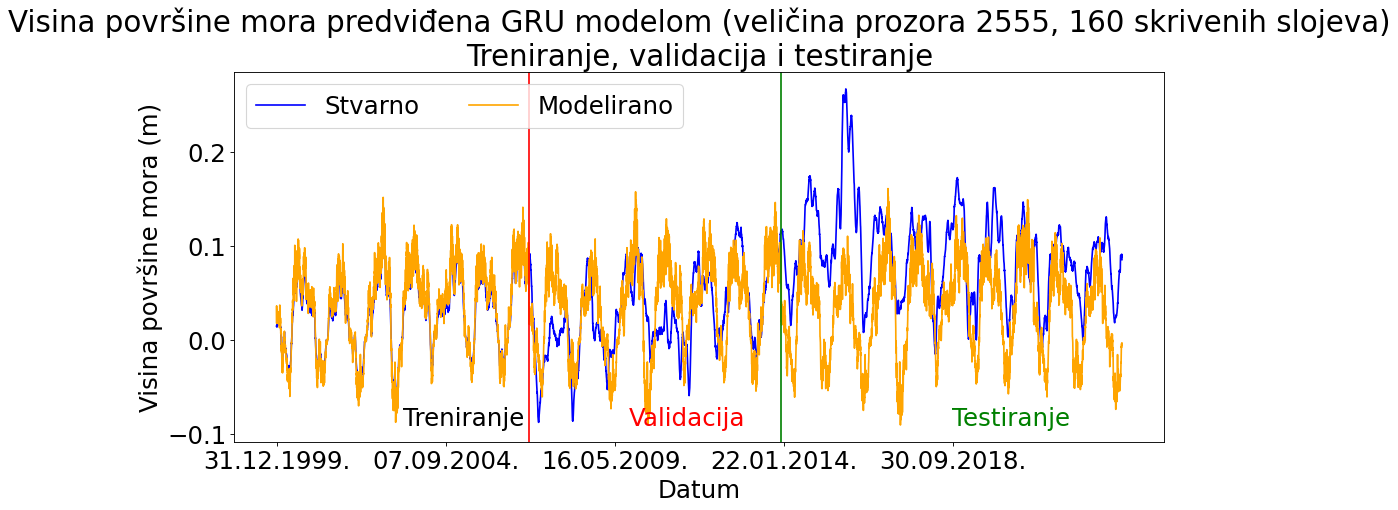 Visina površine mora predviđena GRU modelom (veličina prozora 2555, 160 skrivenih slojeva)
Treniranje, validacija i testiranje
Stvarno
Modelirano
Visina površine mora (m)
0.2
0.1
0.0
−0.1
Treniranje
Validacija
Testiranje
31.12.1999.
07.09.2004.
16.05.2009.
22.01.2014.
30.09.2018.
Datum